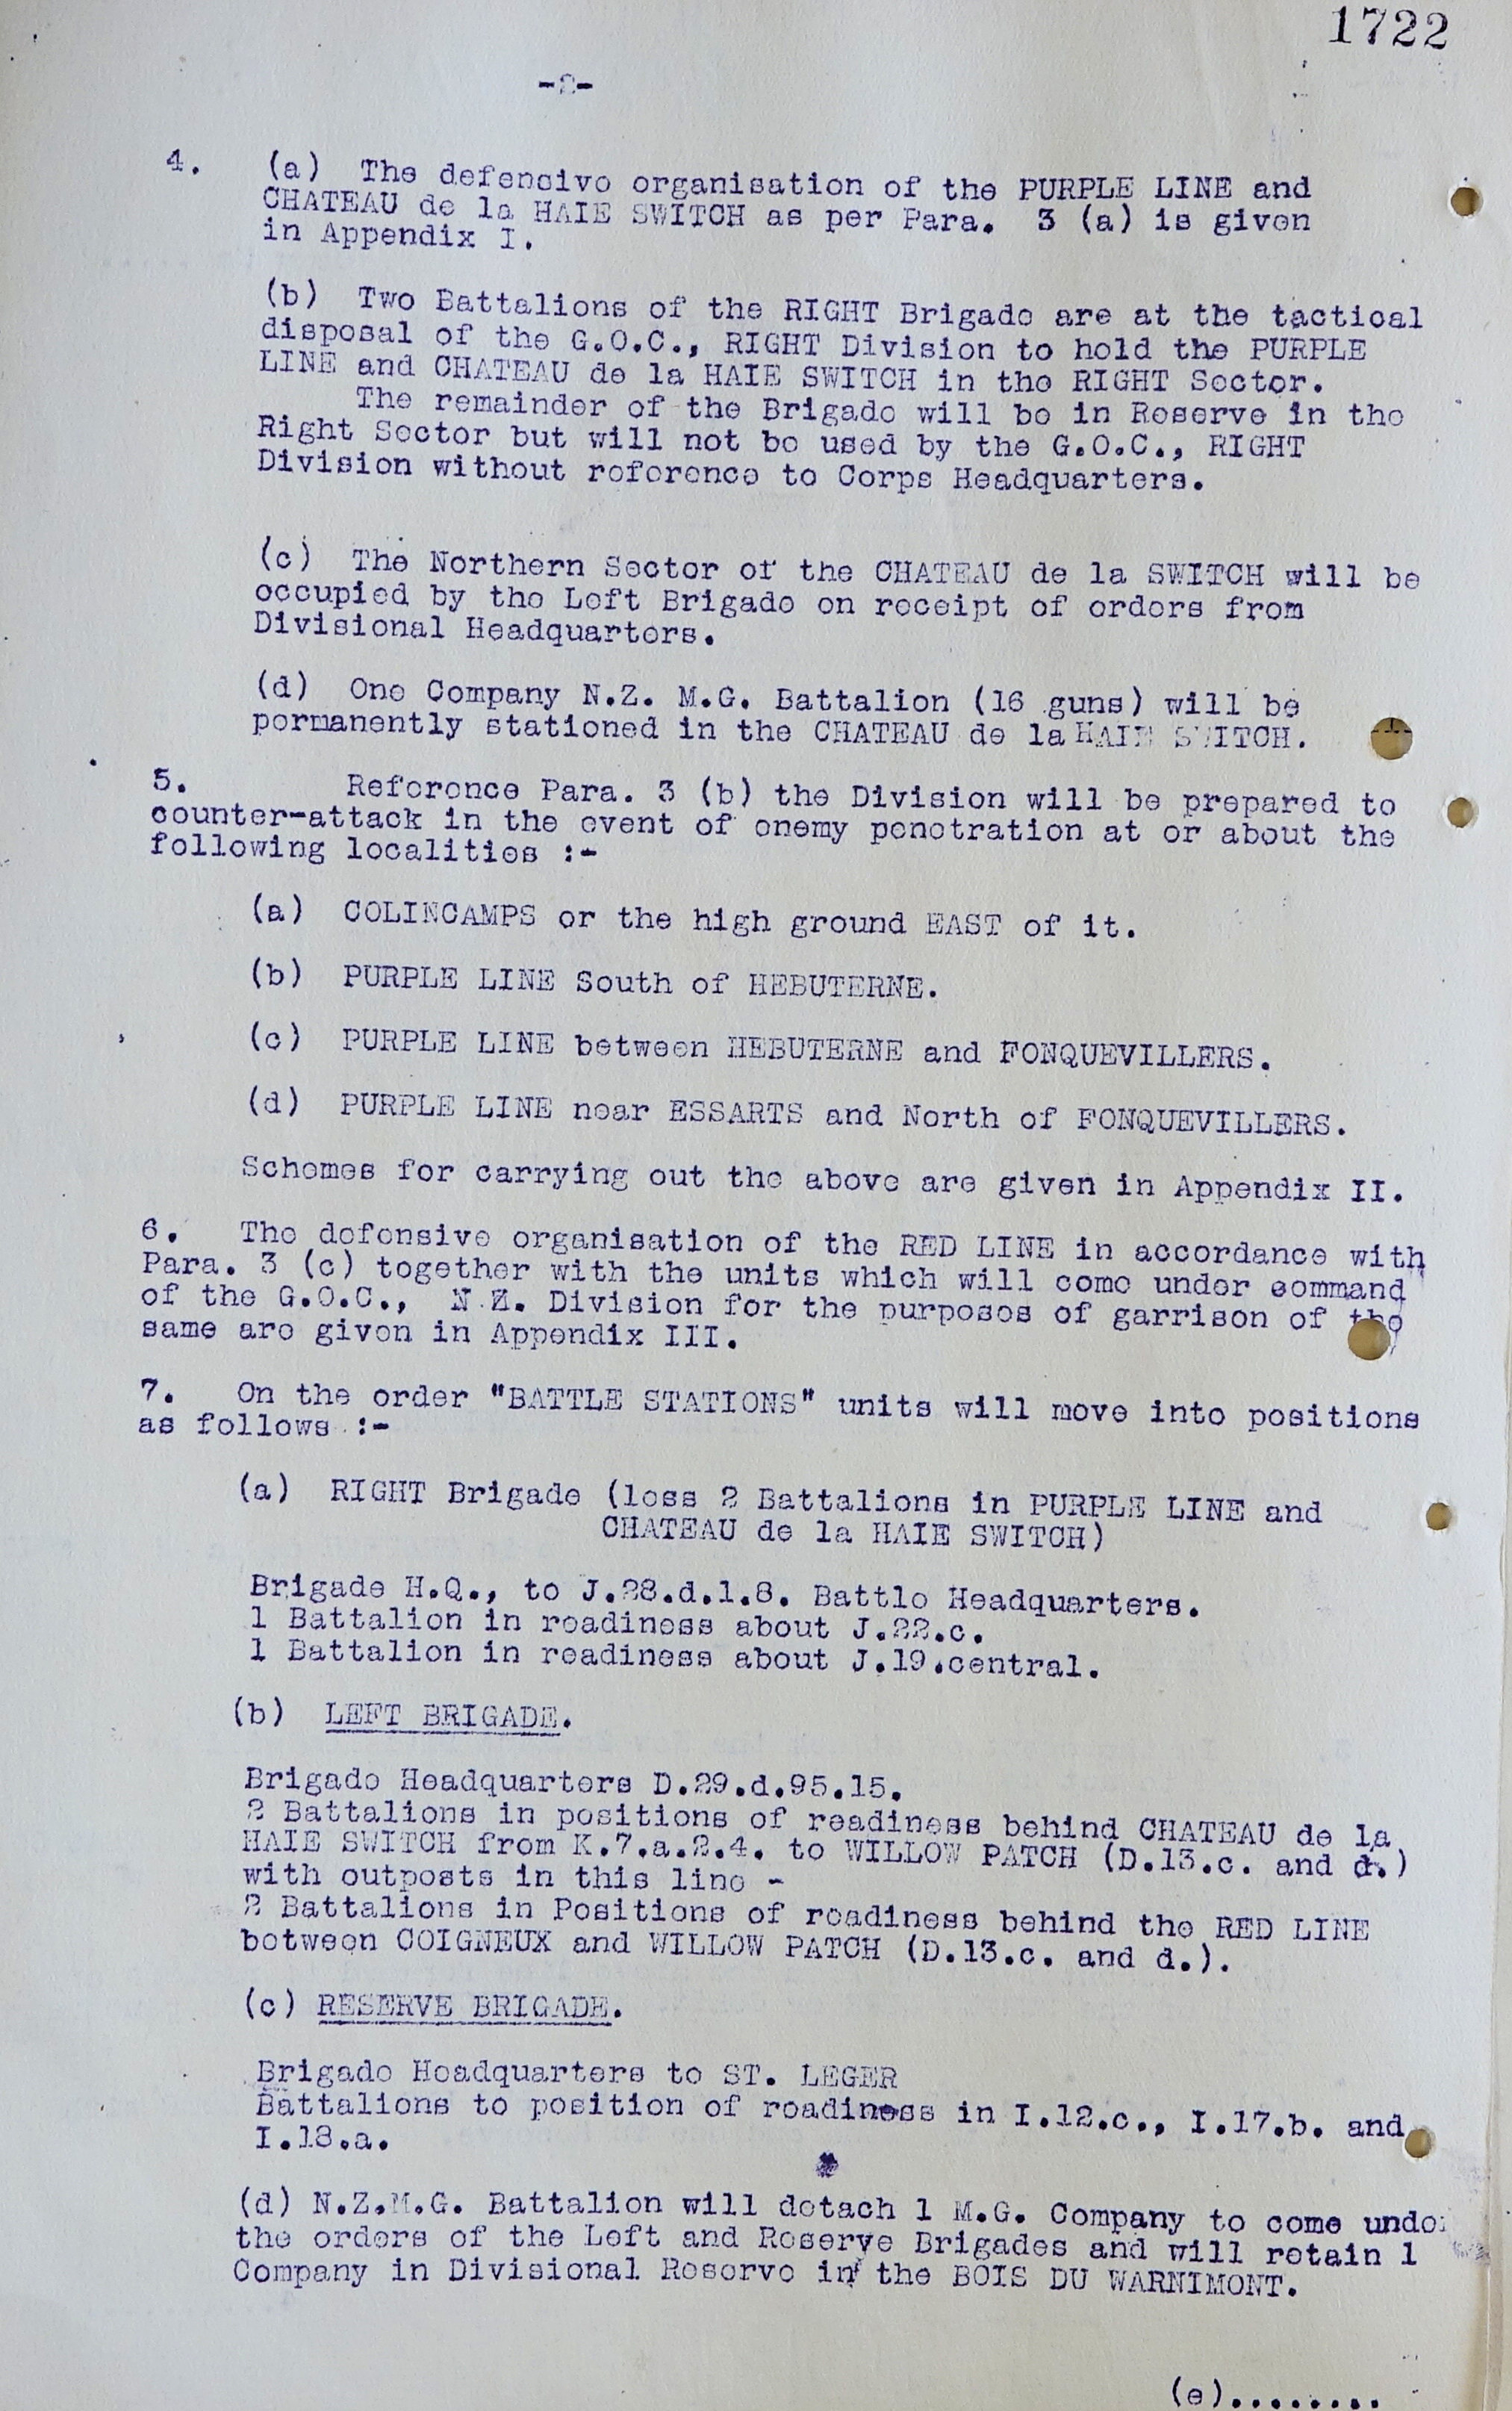 1722
-2-
4. (a) The defensive organisation of the PURPLE LINE and
CHATEAU de la HAIE SWITCH as per Para. 3 (a) is given
in Appendix I.
(b) Two Battalions of the RIGHT Brigade are at the tactical
disposal of the G.O.C., RIGHT Division to hold the PURPLE
LINE and CHATEAU de la HAIE SWITCH in the RIGHT Sector.
The remainder of the Brigade will be in Reserve in the
Right Sector but will not be used by the G.O.C., RIGHT
Division without reference to Corps Headquarters.
(c) The Northern Sector of the CHATEAU de la SWITCH will be
occupied by the Left Brigade on receipt of orders from
Divisional Headquarters.
(d) One Company N.Z. M.G. Battalion (16 guns) will be
permanently stationed in the CHATEAU de la HAIE SWITCH.
5. Reference Para. 3 (b) the Division will be prepared to
counter-attack in the event of enemy penetration at or about the
following localities :-
(a) COLINCAMPS or the high ground EAST of it.
(b) PURPLE LINE South of HEBUTERNE.
(c) PURPLE LINE between HEBUTERNE and FONQUEVILLERS.
(d) PURPLE LINE near ESSARTS and North of FONQUEVILLERS.
Schemes for carrying out the above are given in Appendix II.
6. The defensive organisation of the RED LINE in accordance with
Para. 3 (c) together with the units which will come under command
of the G.O.C., N.Z. Division for the purposes of garrison of the
same are given in Appendix III.
7. On the order "BATTLE STATIONS" units will move into positions
as follows :-
(a) RIGHT Brigade (less 2 Battalions in PURPLE LINE and
CHATEAU de la HAIE SWITCH)
Brigade H.Q., to J.28.d.1.8. Battle Headquarters.
1 Battalion in readiness about J.22.c.
1 Battalion in readiness about J.19.central.
(b) LEFT BRIGADE.
Brigade Headquarters D.29.d.95.15.
2 Battalions in positions of readiness behind CHATEAU de la
HAIE SWITCH from K.7.a.2.4. to WILLOW PATCH (D.13.c. and d.)
with outposts in this line -
2 Battalions in Positions of readiness behind the RED LINE
between COIGNEUX and WILLOW PATCH (D.13.c. and d.).
(c) RESERVE BRIGADE.
Brigade Headquarters to ST. LEGER
Battalions to position of readiness in I.12.c., I.17.b. and
I.18.a.
(d) N.Z.M.G. Battalion will detach 1 M.G. Company to come under
the orders of the Left and Reserve Brigades and will retain 1
Company in Divisional Reserve in the BOIS DU WARNIMONT.
(e)........